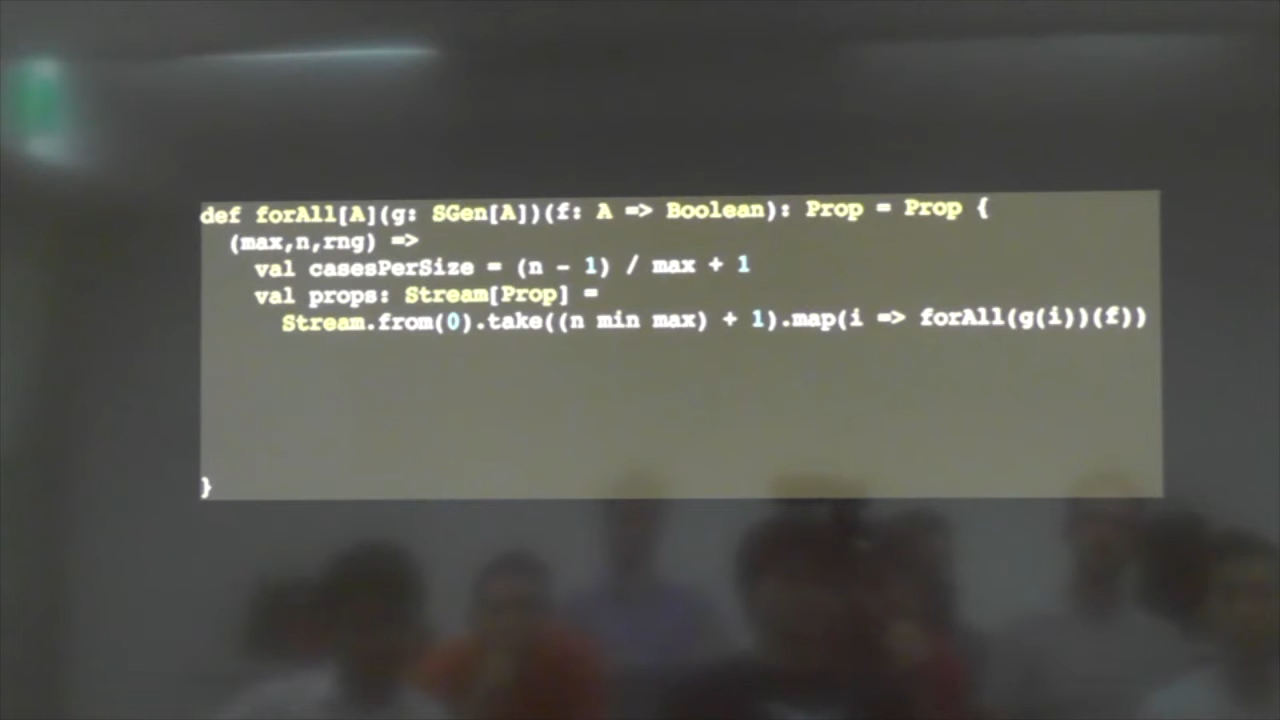 def forAll[A](g: SGen[A])(f: A => Boolean): Prop = Prop {
(max,n,rng) =>
val casesPerSize = (n - 1) / max + 1
val props: Stream[Prop] =
Stream.from(0).take((n min max) + 1).map(i => forAll(g(i))(f))
}